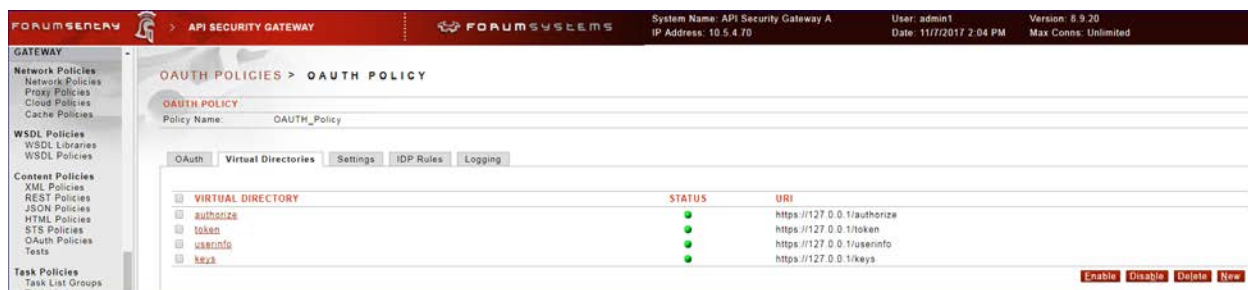 FORUMSENTRY > API SECURITY GATEWAY FORUMSYSTEMS System Name: API Security Gateway A User: admin1 Version: 8.9.20
IP Address: 10.5.4.70 Date: 11/7/2017 2:04 PM Max Conns: Unlimited
GATEWAY
Network Policies
Network Policies
Proxy Policies
Cloud Policies
Cache Policies
WSDL Policies
WSDL Libraries
WSDL Policies
Content Policies
XML Policies
REST Policies
JSON Policies
HTML Policies
STS Policies
OAuth Policies
Tests
Task Policies
Task List Groups
OAUTH POLICIES > OAUTH POLICY
OAUTH POLICY
Policy Name: OAUTH_Policy
OAuth Virtual Directories Settings IDP Rules Logging
VIRTUAL DIRECTORY STATUS URI
authorize https://127.0.0.1/authorize
token https://127.0.0.1/token
userinfo https://127.0.0.1/userinfo
keys https://127.0.0.1/keys
Enable Disable Delete New